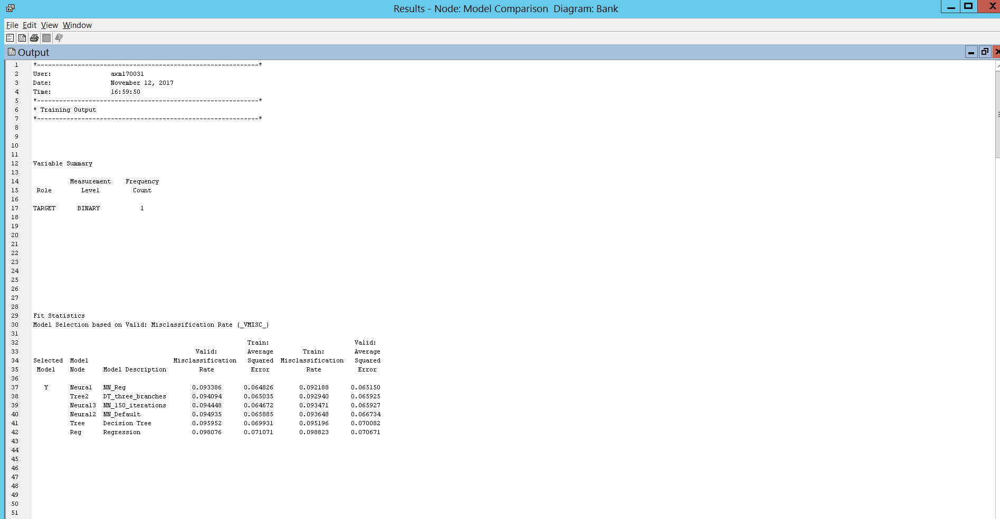 Results - Node: Model Comparison  Diagram: Bank
File Edit View Window
Output
1 *------------------------------------------------------------*
2 User: axm170031
3 Date: November 12, 2017
4 Time: 16:59:50
5 *------------------------------------------------------------*
6 * Training Output
7 *------------------------------------------------------------*
8
9
10
11
12 Variable Summary
13
14 Measurement Frequency
15 Role Level Count
16
17 TARGET BINARY 1
18
19
20
21
22
23
24
25
26
27
28
29 Fit Statistics
30 Model Selection based on Valid: Misclassification Rate (_VMISC_)
31
32 Train: Valid:
33 Valid: Average Train: Average
34 Selected Model Misclassification Squared Misclassification Squared
35 Model Node Model Description Rate Error Rate Error
36
37 Y Neural NN_Reg 0.093386 0.064826 0.092188 0.065150
38 Tree2 DT_three_branches 0.094094 0.065035 0.092940 0.065925
39 Neural3 NN_150_iterations 0.094448 0.064672 0.093471 0.065927
40 Neural2 NN_Default 0.094935 0.065885 0.093648 0.066734
41 Tree Decision Tree 0.095952 0.069931 0.095196 0.070082
42 Reg Regression 0.098076 0.071071 0.098823 0.070671
43
44
45
46
47
48
49
50
51